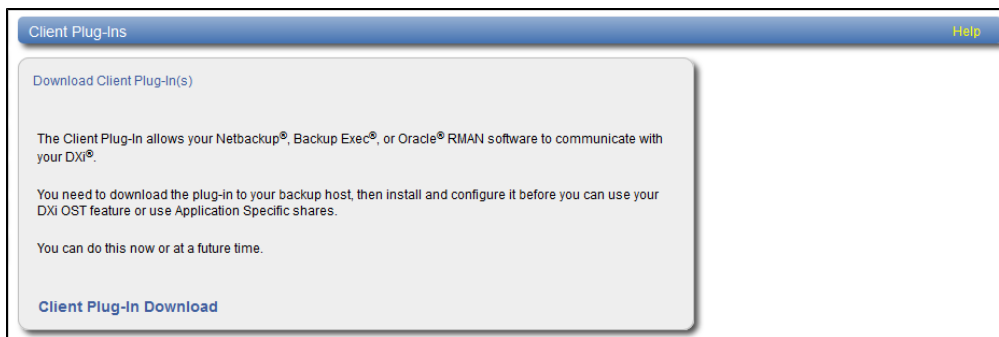 Client Plug-Ins
Help
Download Client Plug-In(s)
The Client Plug-In allows your Netbackup®, Backup Exec®, or Oracle® RMAN software to communicate with
your DXi®.
You need to download the plug-in to your backup host, then install and configure it before you can use your
DXi OST feature or use Application Specific shares.
You can do this now or at a future time.
Client Plug-In Download